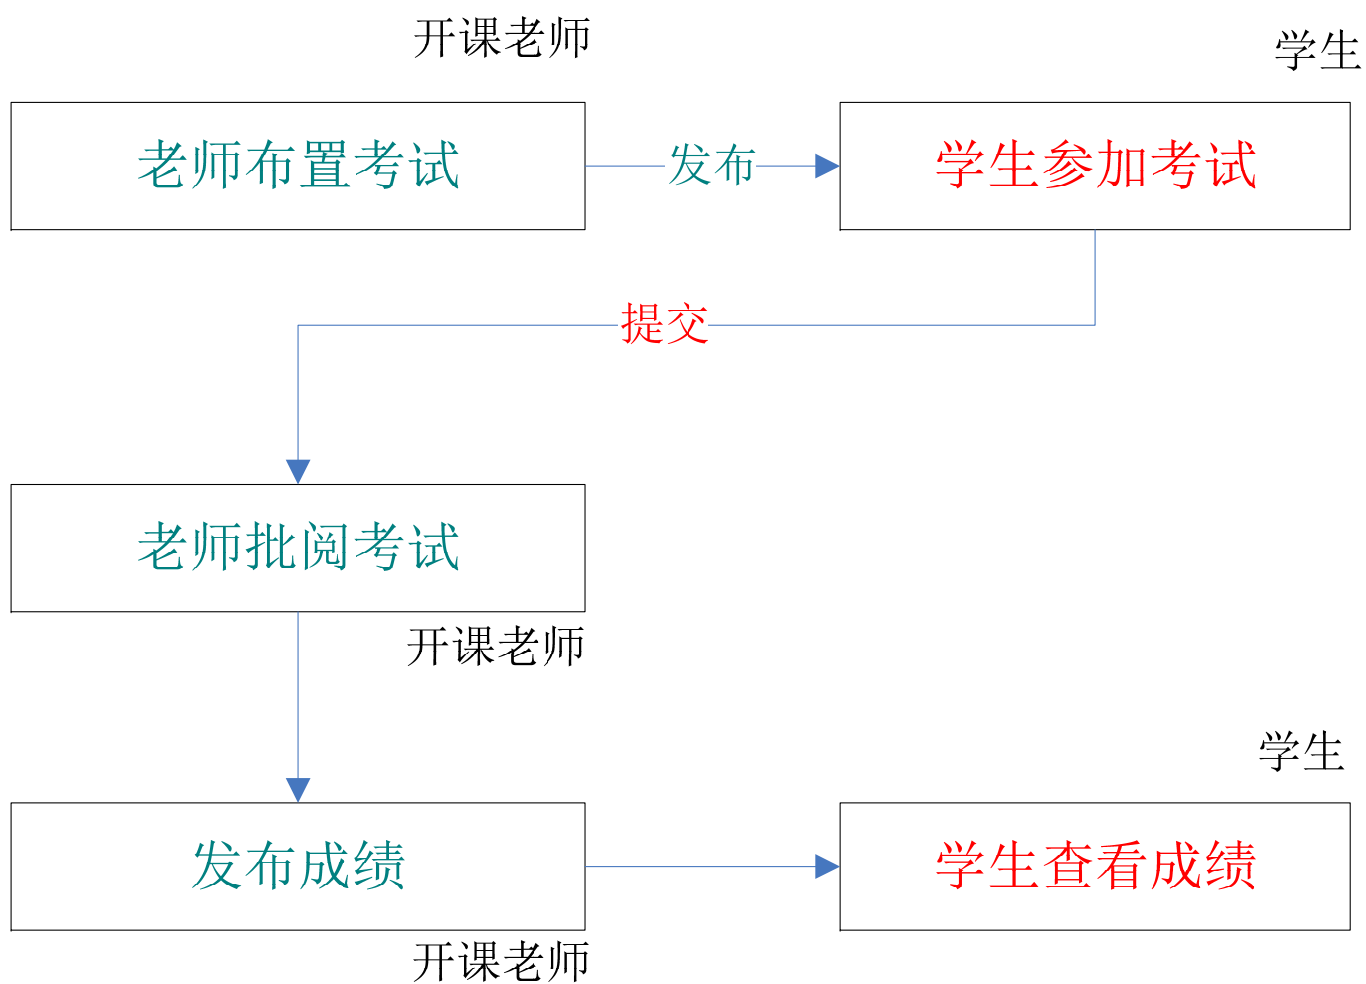 开课老师
学生
老师布置考试
发布
学生参加考试
提交
老师批阅考试
开课老师
学生
发布成绩
学生查看成绩
开课老师